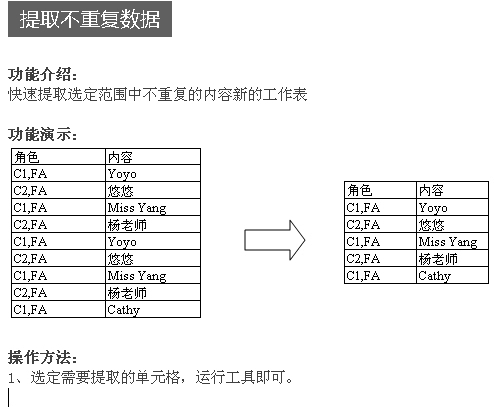 提取不重复数据
功能介绍：
快速提取选定范围中不重复的内容新的工作表
功能演示：
角色 内容
C1,FA Yoyo
C2,FA 悠悠
C1,FA Miss Yang
C2,FA 杨老师
C1,FA Yoyo
C2,FA 悠悠
C1,FA Miss Yang
C2,FA 杨老师
C1,FA Cathy
角色 内容
C1,FA Yoyo
C2,FA 悠悠
C1,FA Miss Yang
C2,FA 杨老师
C1,FA Cathy
操作方法：
1、选定需要提取的单元格，运行工具即可。